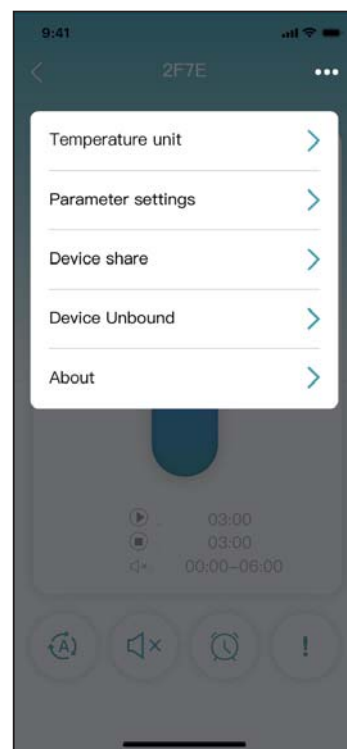 9:41
2F7E
Temperature unit
Parameter settings
Device share
Device Unbound
About
03:00
03:00
00:00-06:00
A
!